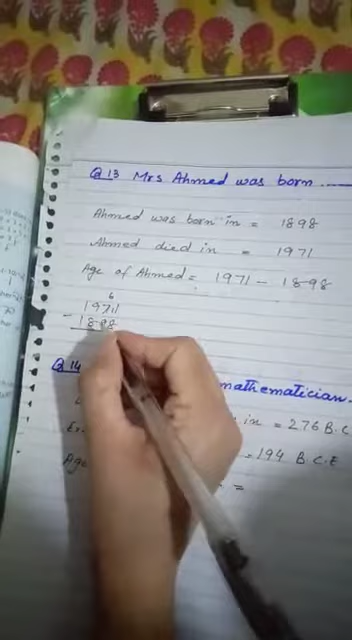 Q13 Mrs Ahmed was born
Ahmed was born in = 1898
Ahmed died in = 1971
Age of Ahmed = 1971 - 1898
6
19711
- 1898
Q14 mathematician.
in = 276 B.C
= 194 B.C.E
Age =